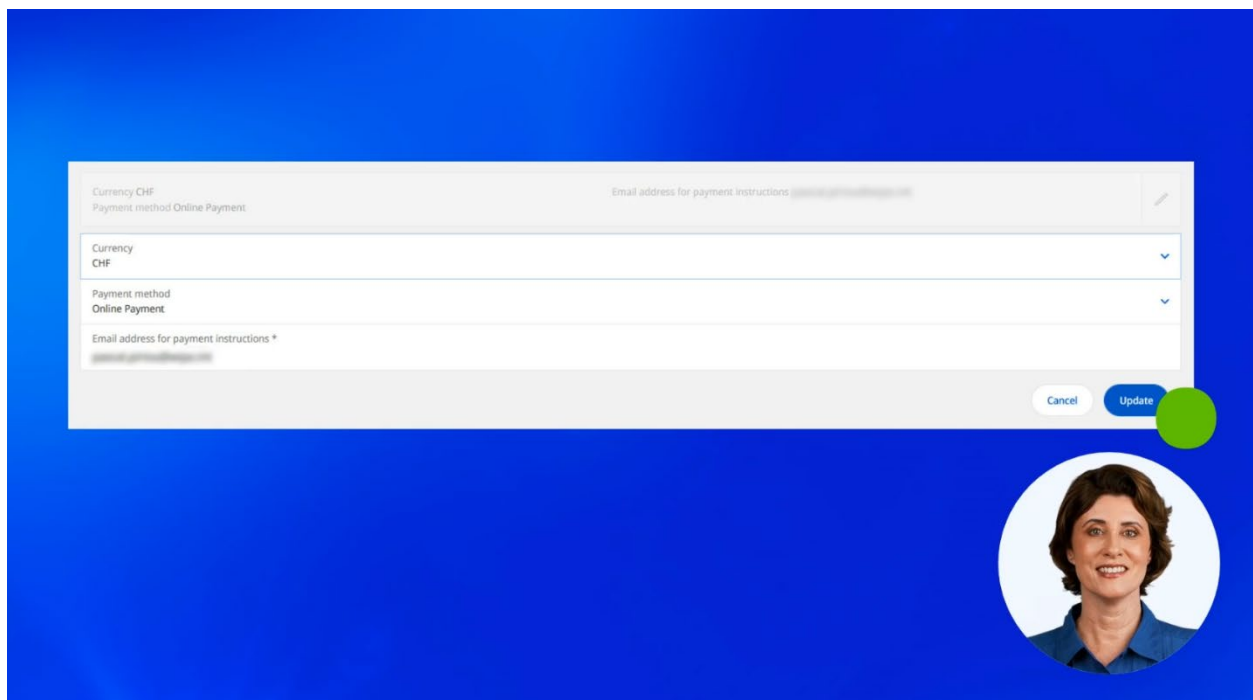 Currency CHF
Email address for payment instructions
Payment method Online Payment
Currency
CHF
Payment method
Online Payment
Email address for payment instructions *
Cancel
Update